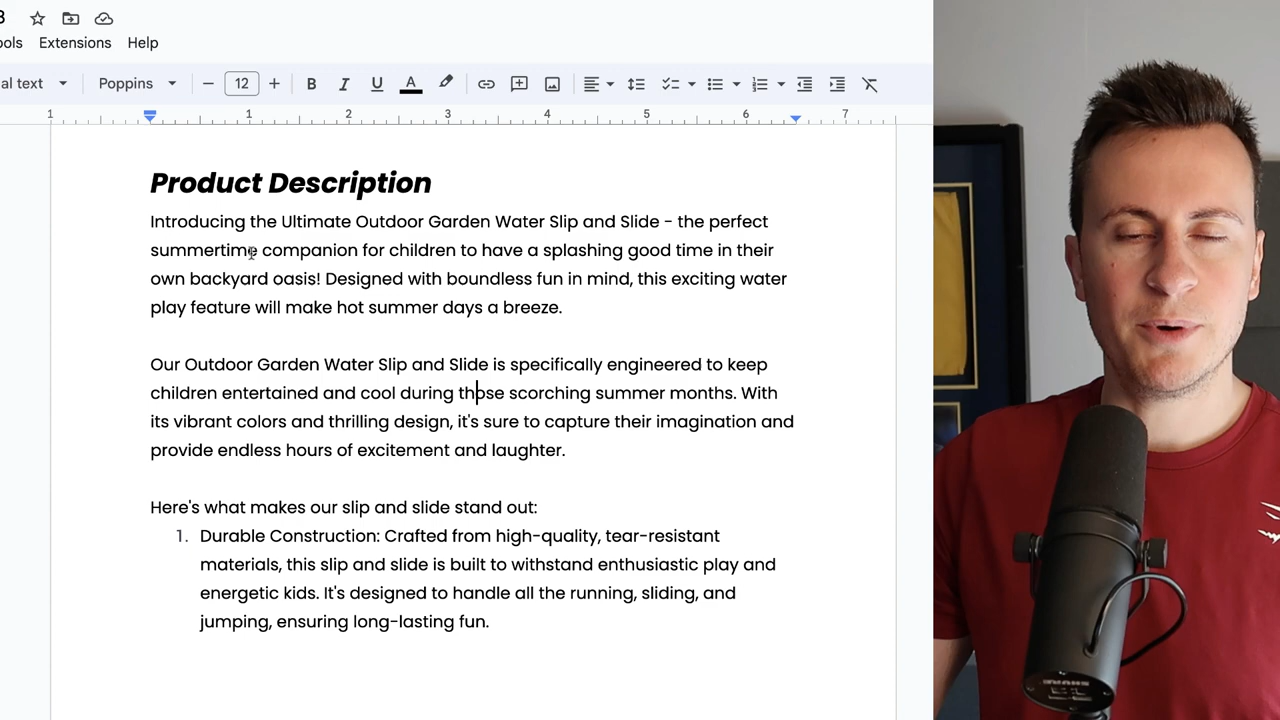 3
ols Extensions Help
al text Poppins 12 B I U A
1 1 2 3 4 5 6 7
Product Description
Introducing the Ultimate Outdoor Garden Water Slip and Slide - the perfect
summertime companion for children to have a splashing good time in their
own backyard oasis! Designed with boundless fun in mind, this exciting water
play feature will make hot summer days a breeze.
Our Outdoor Garden Water Slip and Slide is specifically engineered to keep
children entertained and cool during those scorching summer months. With
its vibrant colors and thrilling design, it's sure to capture their imagination and
provide endless hours of excitement and laughter.
Here's what makes our slip and slide stand out:
1. Durable Construction: Crafted from high-quality, tear-resistant
materials, this slip and slide is built to withstand enthusiastic play and
energetic kids. It's designed to handle all the running, sliding, and
jumping, ensuring long-lasting fun.
SHURE